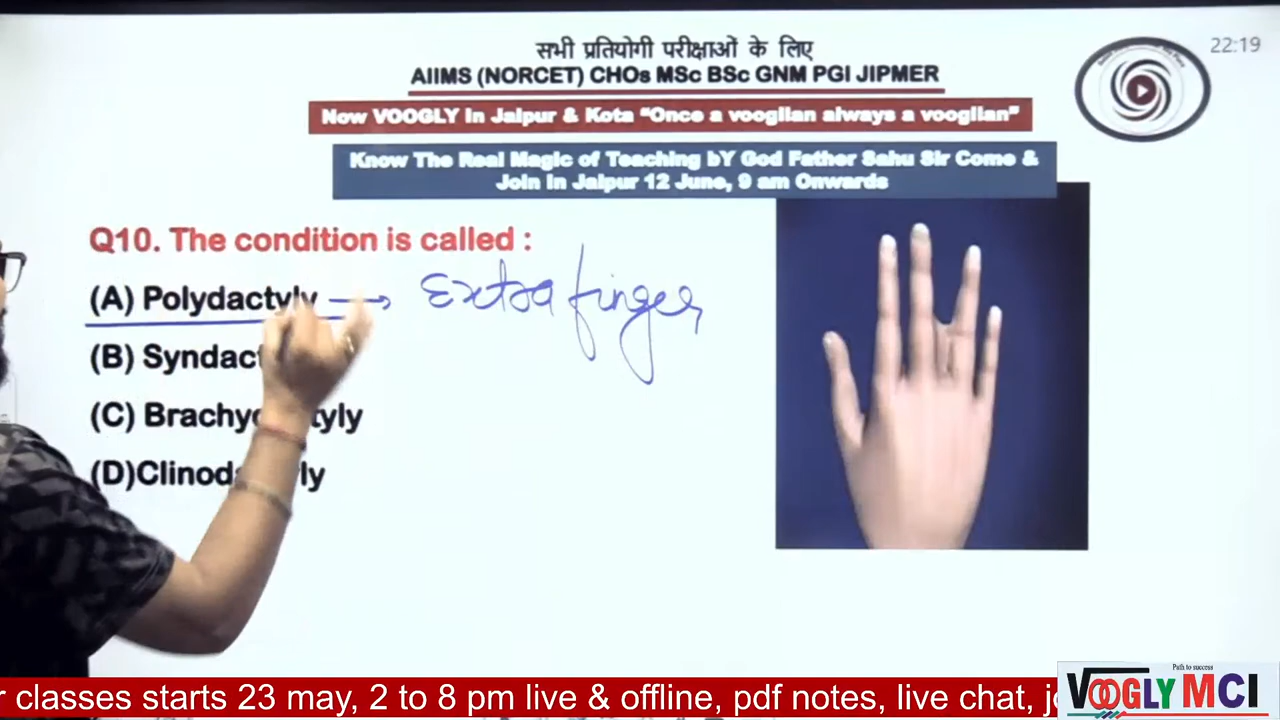 सभी प्रतियोगी परीक्षाओं के लिए
22:19
AIIMS (NORCET) CHOs MSc BSc GNM PGI JIPMER
Now VOOGLY In Jaipur & Kota “Once a vooglian always a vooglian”
Know The Real Magic of Teaching bY God Father Sahu Sir Come &
Join In Jaipur 12 June, 9 am Onwards
Q10. The condition is called :
(A) Polydactyly → Extra finger
(B) Syndact
(C) Brachyd tyly
(D)Clinoda ly
r classes starts 23 may, 2 to 8 pm live & offline, pdf notes, live chat, jo
Path to success
VOOGLY MCI